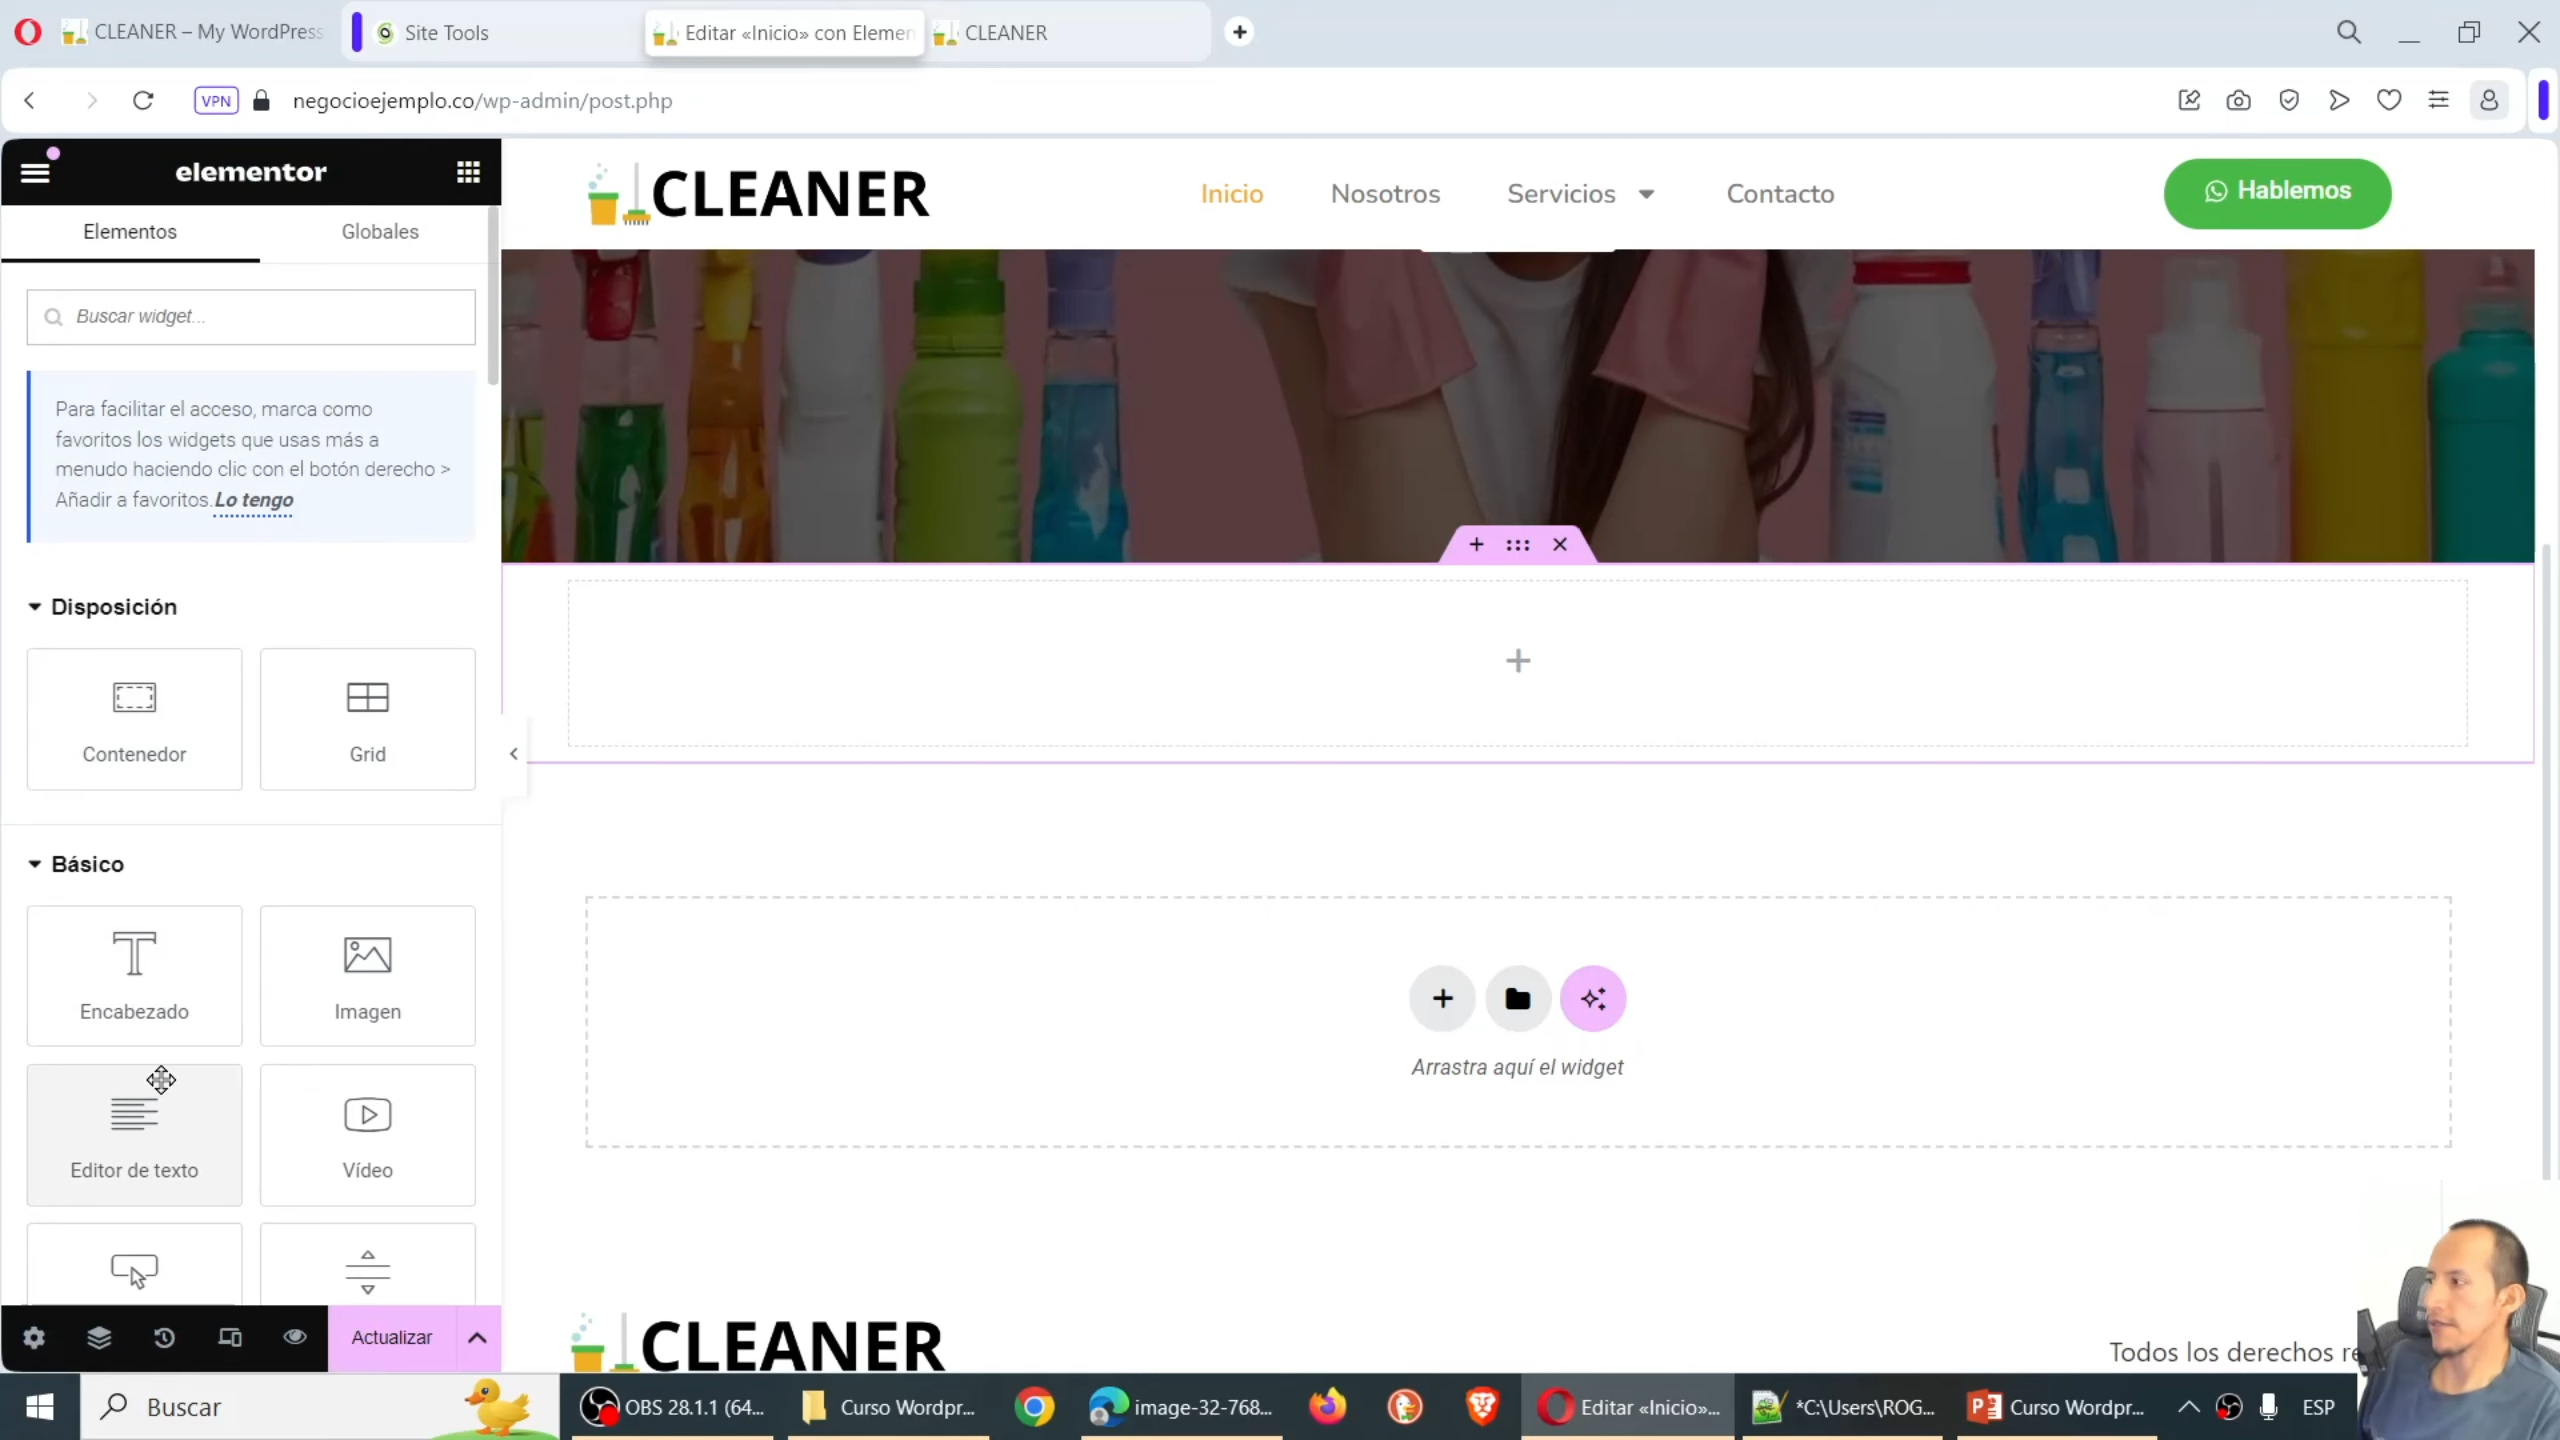 CLEANER – My WordPress
Site Tools
Editar «Inicio» con Elemen
CLEANER
VPN
negocioejemplo.co/wp-admin/post.php
elementor
CLEANER
Inicio
Nosotros
Servicios
Contacto
Hablemos
Elementos
Globales
Buscar widget...
Para facilitar el acceso, marca como
favoritos los widgets que usas más a
menudo haciendo clic con el botón derecho >
Añadir a favoritos. Lo tengo
Disposición
Contenedor
Grid
Básico
Encabezado
Imagen
Editor de texto
Vídeo
Arrastra aquí el widget
Actualizar
CLEANER
Todos los derechos re
Buscar
OBS 28.1.1 (64...
Curso Wordpr...
image-32-768...
Editar «Inicio»...
*C:\Users\ROG...
Curso Wordpr...
ESP